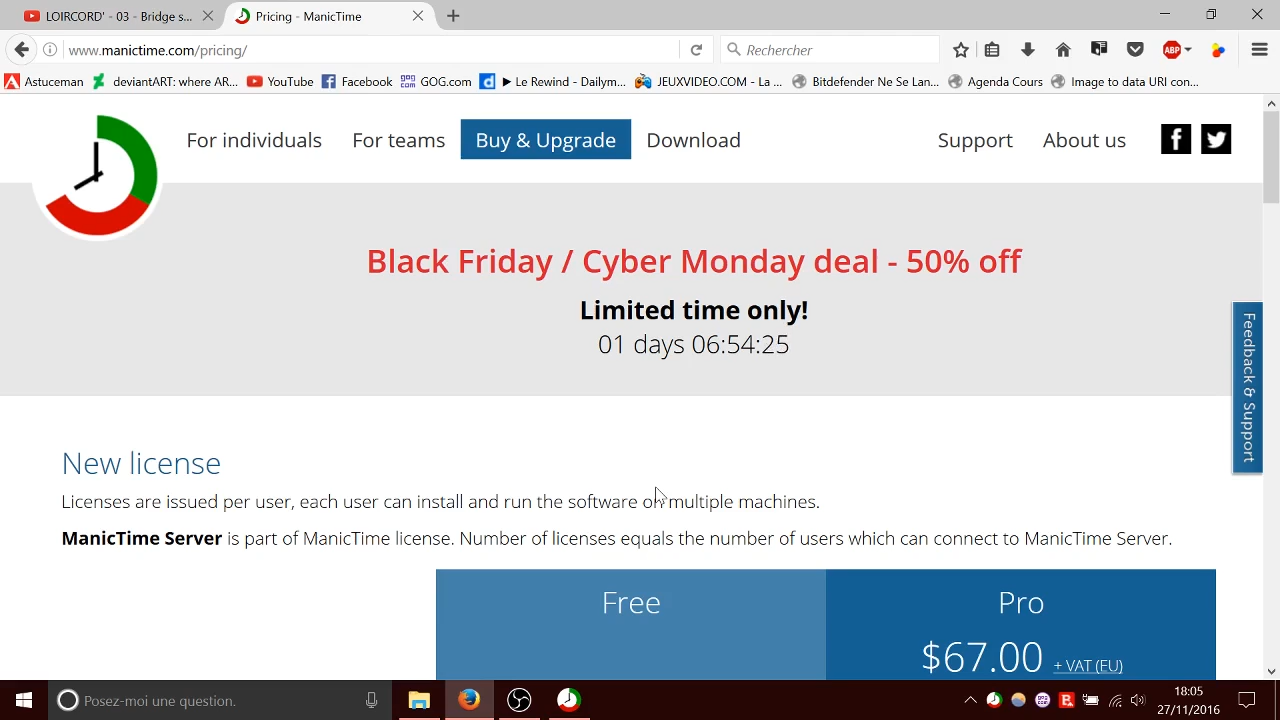 LOIRCORD' - 03 - Bridge s...
Pricing - ManicTime
www.manictime.com/pricing/
Rechercher
Astuceman
deviantART: where AR...
YouTube
Facebook
GOG.com
► Le Rewind - Dailym...
JEUXVIDEO.COM - La ...
Bitdefender Ne Se Lan...
Agenda Cours
Image to data URI con...
For individuals
For teams
Buy & Upgrade
Download
Support
About us
Black Friday / Cyber Monday deal - 50% off
Limited time only!
01 days 06:54:25
Feedback & Support
New license
Licenses are issued per user, each user can install and run the software on multiple machines.
ManicTime Server is part of ManicTime license. Number of licenses equals the number of users which can connect to ManicTime Server.
Free
Pro
$67.00 + VAT (EU)
Posez-moi une question.
18:05
27/11/2016